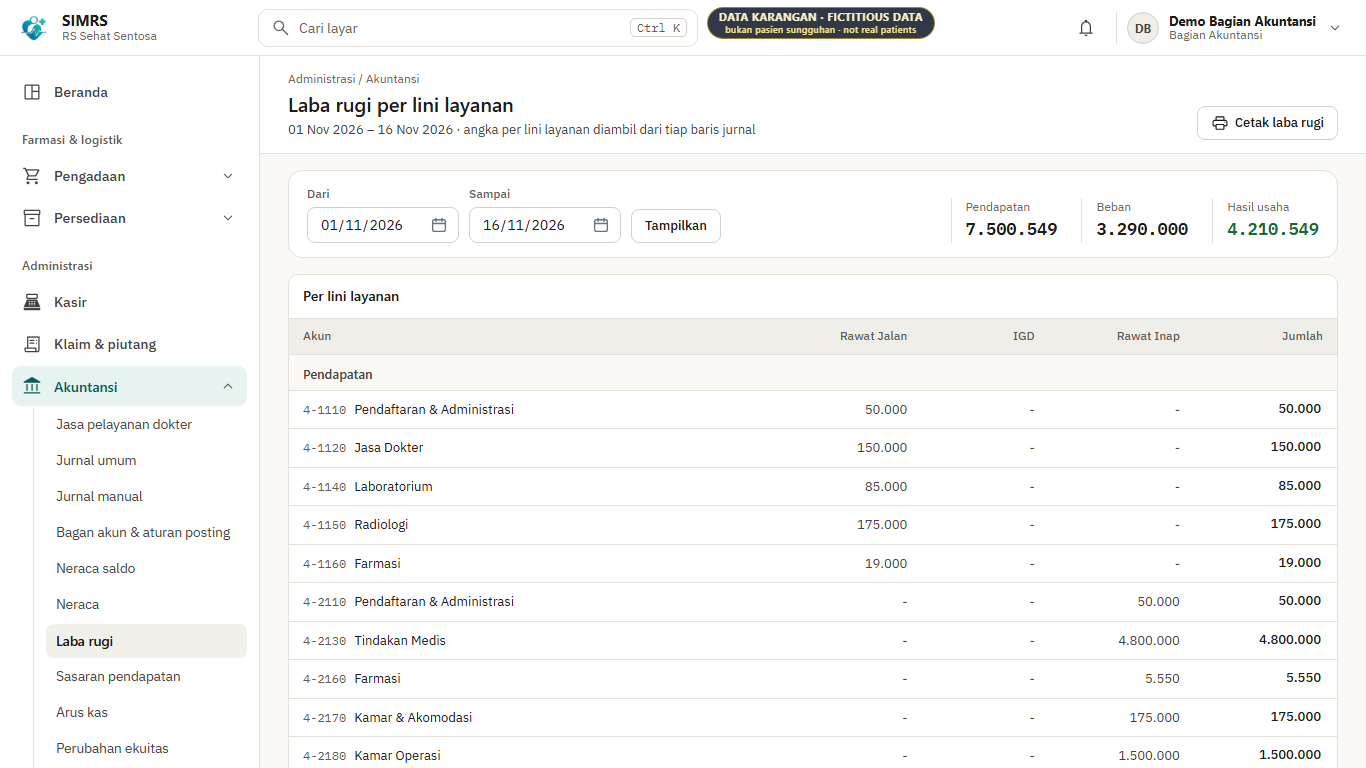 SIMRS
RS Sehat Sentosa
Cari layar
Ctrl K
DATA KARANGAN - FICTITIOUS DATA
bukan pasien sungguhan - not real patients
DB
Demo Bagian Akuntansi
Bagian Akuntansi
Beranda
Farmasi & logistik
Pengadaan
Persediaan
Administrasi
Kasir
Klaim & piutang
Akuntansi
Jasa pelayanan dokter
Jurnal umum
Jurnal manual
Bagan akun & aturan posting
Neraca saldo
Neraca
Laba rugi
Sasaran pendapatan
Arus kas
Perubahan ekuitas
Administrasi / Akuntansi
Laba rugi per lini layanan
01 Nov 2026 – 16 Nov 2026 · angka per lini layanan diambil dari tiap baris jurnal
Cetak laba rugi
Dari
01/11/2026
Sampai
16/11/2026
Tampilkan
Pendapatan
7.500.549
Beban
3.290.000
Hasil usaha
4.210.549
Per lini layanan
Akun Rawat Jalan IGD Rawat Inap Jumlah
Pendapatan
4-1110 Pendaftaran & Administrasi 50.000 - - 50.000
4-1120 Jasa Dokter 150.000 - - 150.000
4-1140 Laboratorium 85.000 - - 85.000
4-1150 Radiologi 175.000 - - 175.000
4-1160 Farmasi 19.000 - - 19.000
4-2110 Pendaftaran & Administrasi - - 50.000 50.000
4-2130 Tindakan Medis - - 4.800.000 4.800.000
4-2160 Farmasi - - 5.550 5.550
4-2170 Kamar & Akomodasi - - 175.000 175.000
4-2180 Kamar Operasi - - 1.500.000 1.500.000